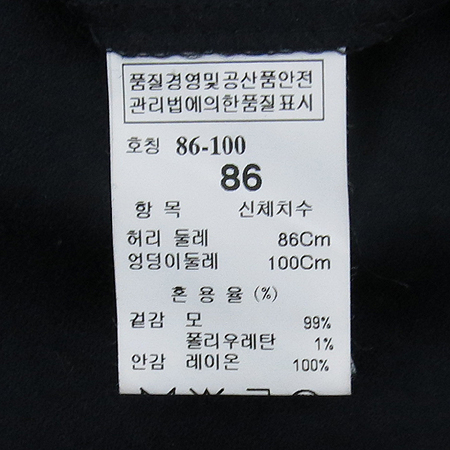 품질경영및공산품안전
관리법에의한품질표시
호칭 86-100
86
항 목 신체치수
허리 둘레 86Cm
엉덩이둘레 100Cm
혼 용 율 (%)
겉감 모 99%
폴리우레탄 1%
안감 레이온 100%